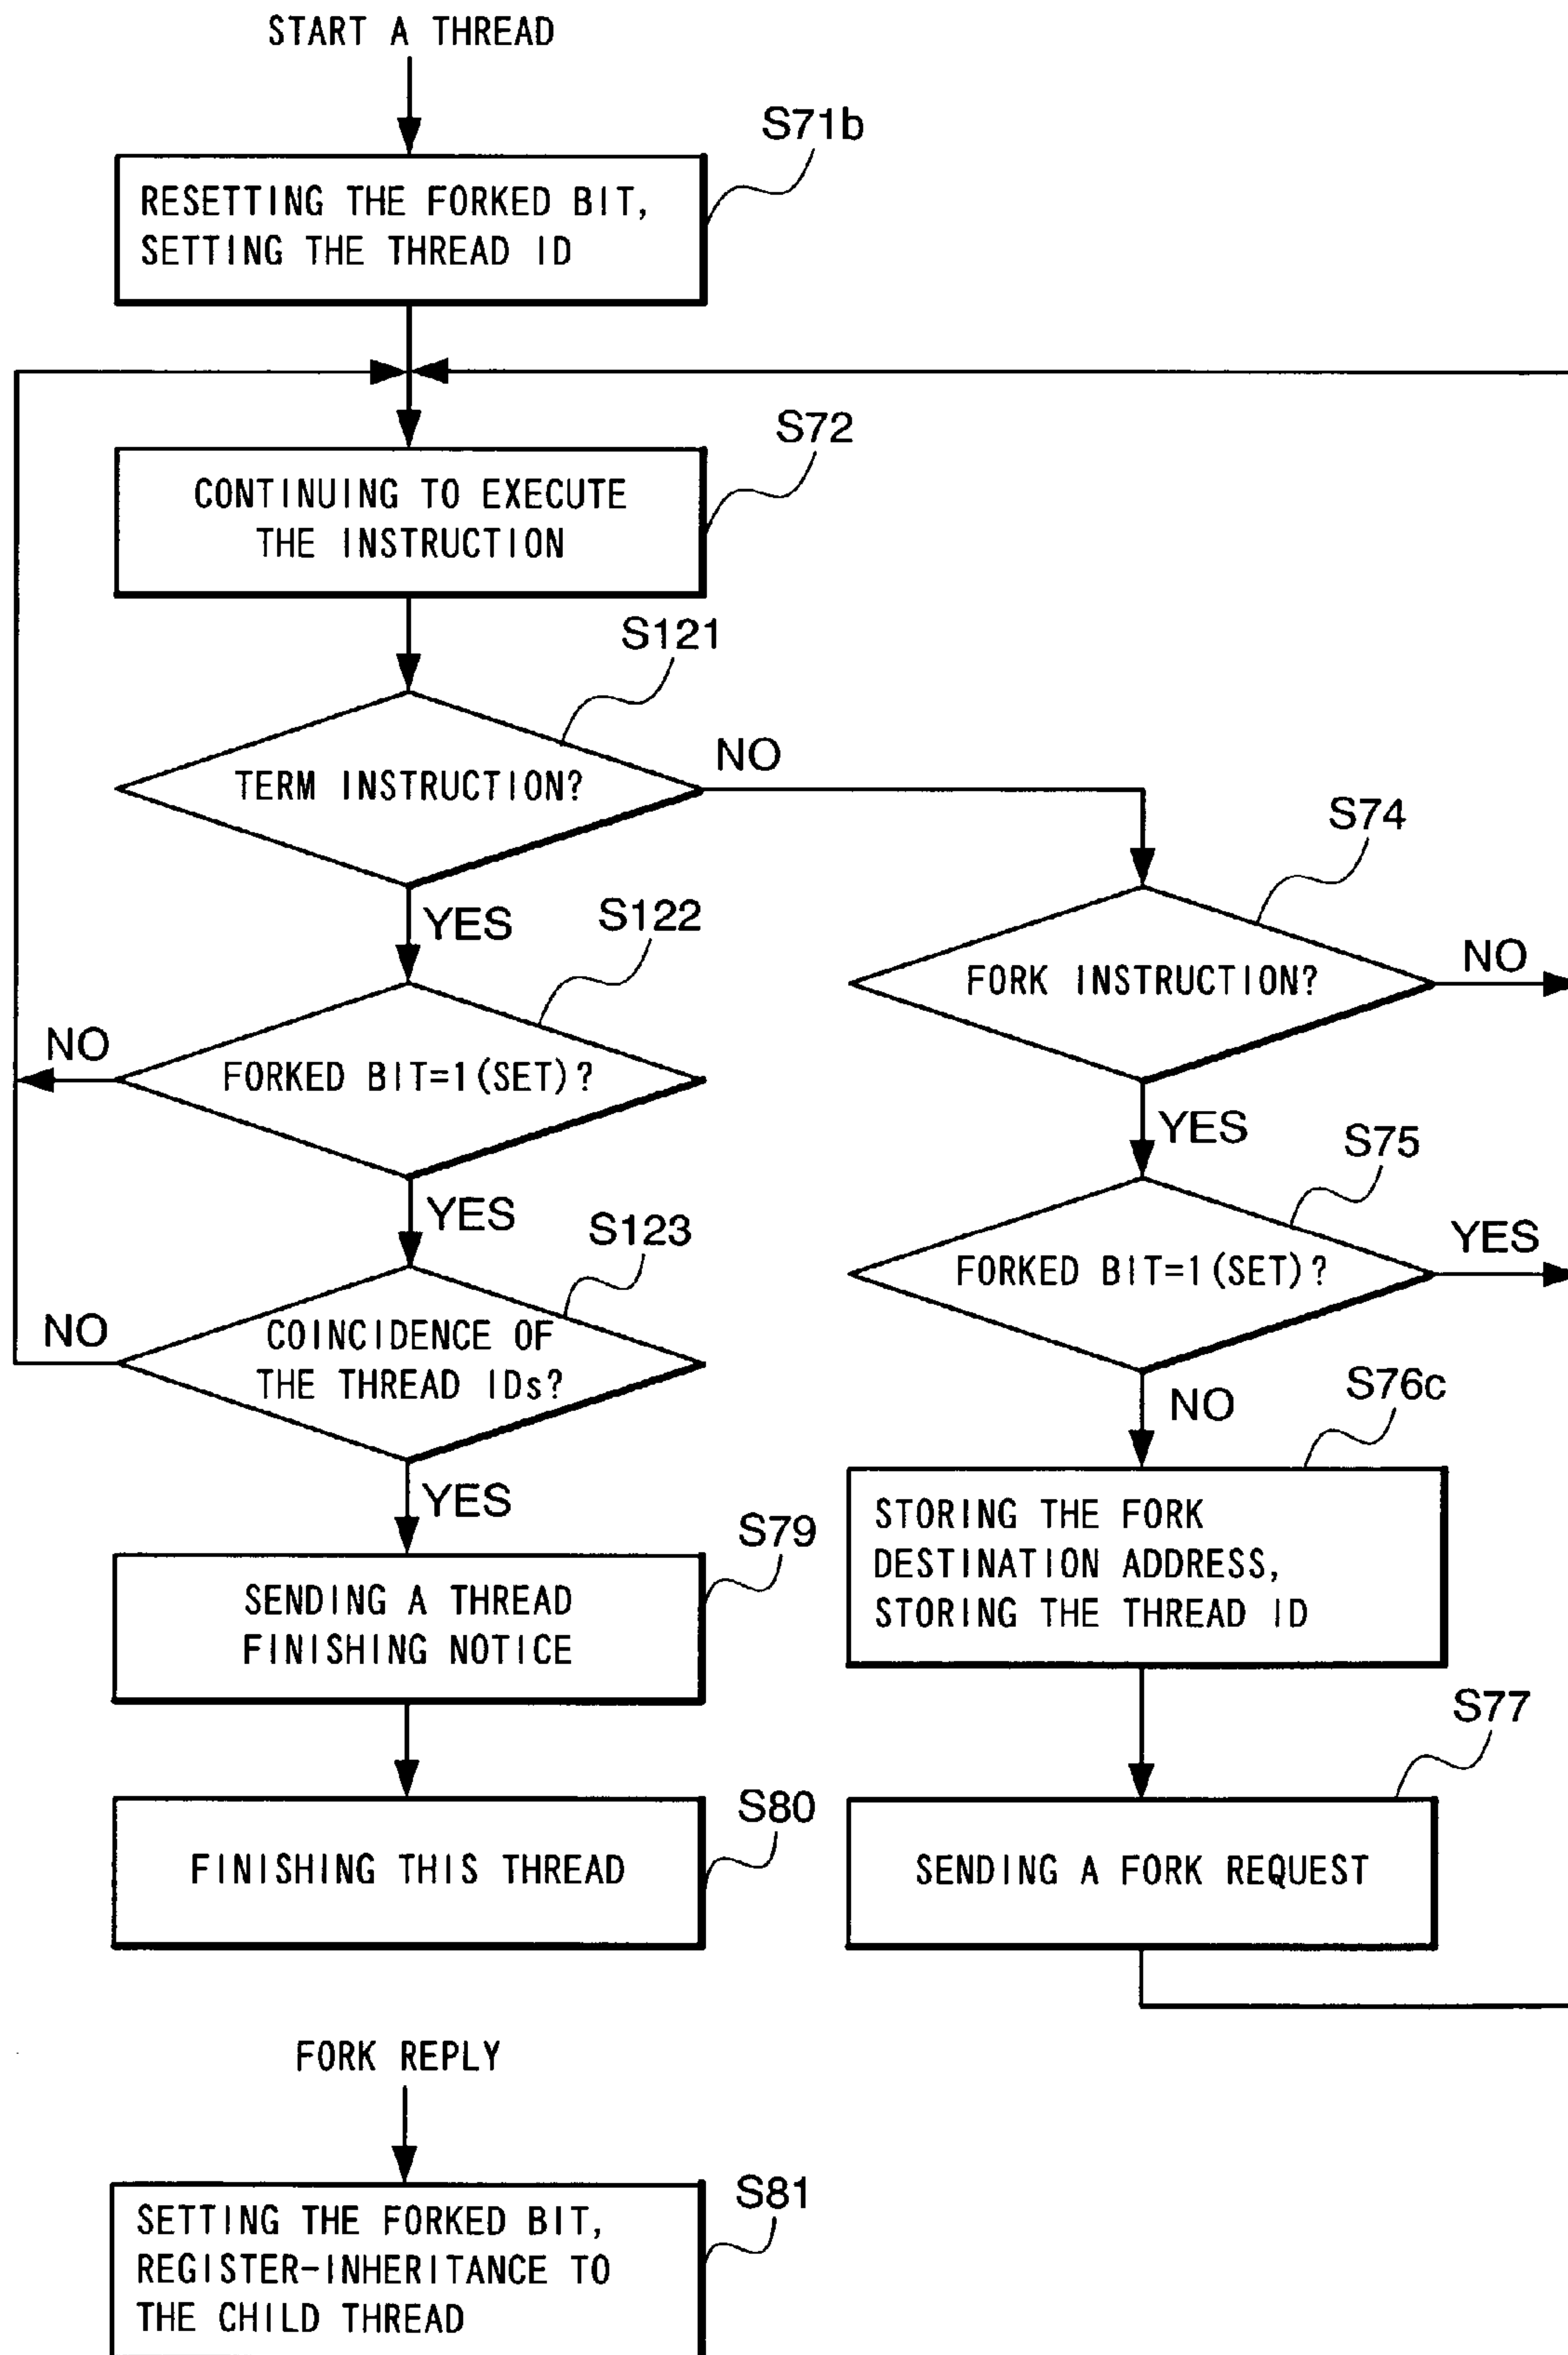 START A THREAD
S71b
RESETTING THE FORKED BIT,
SETTING THE THREAD ID
S72
CONTINUING TO EXECUTE
THE INSTRUCTION
S121
TERM INSTRUCTION?
NO
YES
S74
FORK INSTRUCTION?
NO
YES
S122
FORKED BIT=1(SET)?
NO
YES
S75
FORKED BIT=1(SET)?
YES
NO
S123
COINCIDENCE OF
THE THREAD IDs?
NO
YES
S76c
STORING THE FORK
DESTINATION ADDRESS,
STORING THE THREAD ID
S79
SENDING A THREAD
FINISHING NOTICE
S77
SENDING A FORK REQUEST
S80
FINISHING THIS THREAD
FORK REPLY
S81
SETTING THE FORKED BIT,
REGISTER-INHERITANCE TO
THE CHILD THREAD